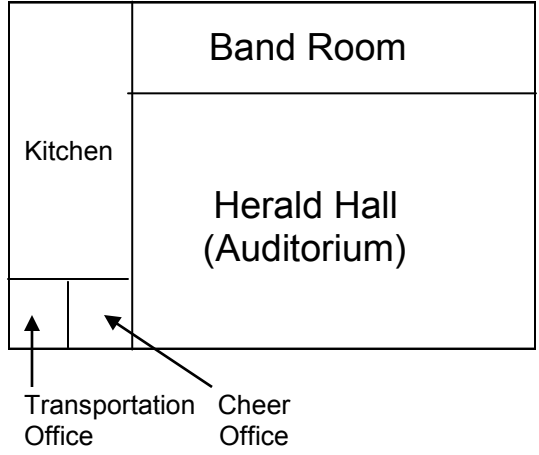 Band Room
Kitchen
Herald Hall
(Auditorium)
Transportation
Office
Cheer
Office